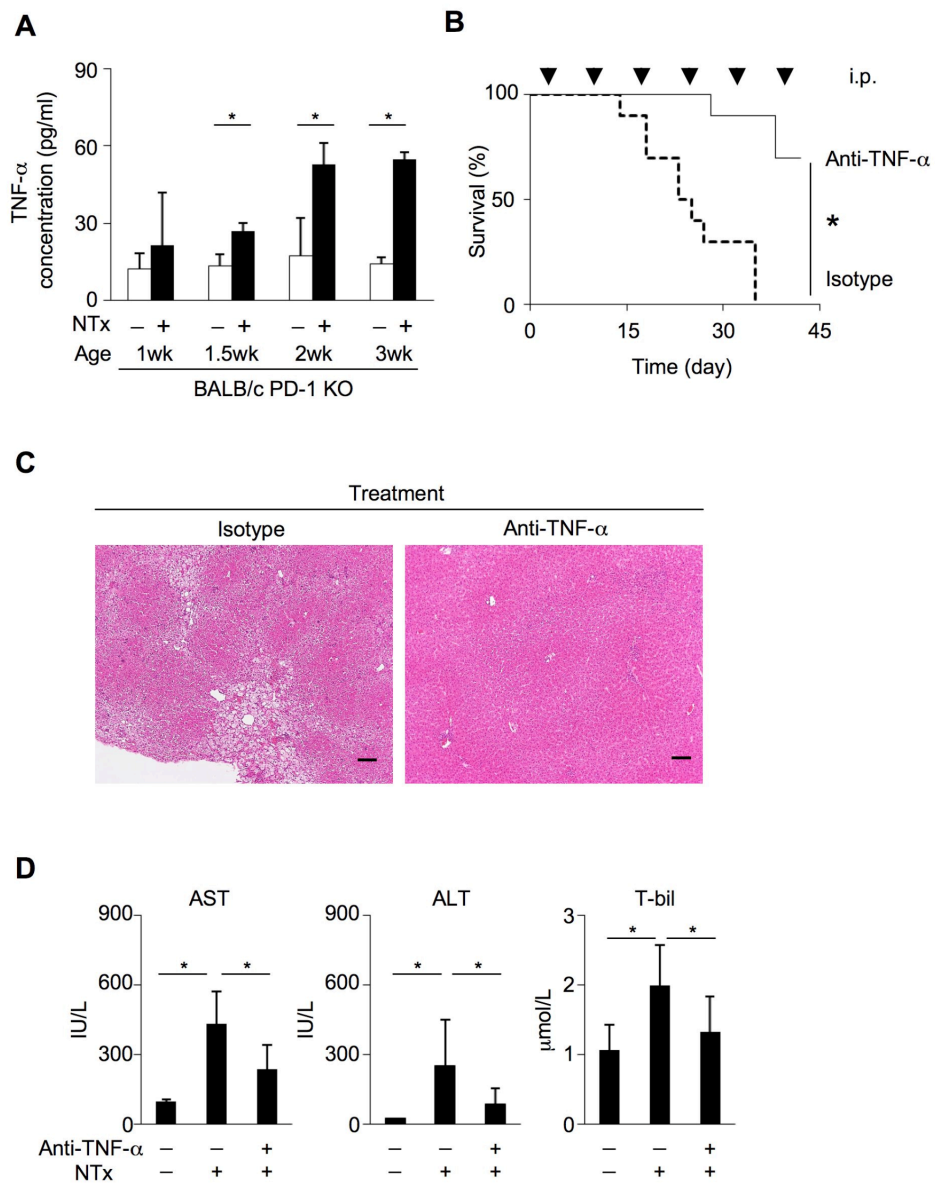 A
90
60
30
0
TNF-α
concentration (pg/ml)
* * *
NTx – + – + – + – +
Age 1wk 1.5wk 2wk 3wk
BALB/c PD-1 KO
B
i.p.
100
50
0
Survival (%)
Anti-TNF-α
*
Isotype
0 15 30 45
Time (day)
C
Treatment
Isotype Anti-TNF-α
D
AST
900
600
300
0
IU/L
* *
ALT
900
600
300
0
IU/L
* *
T-bil
3
2
1
0
μmol/L
* *
Anti-TNF-α – – + – – + – – +
NTx – + + – + + – + +